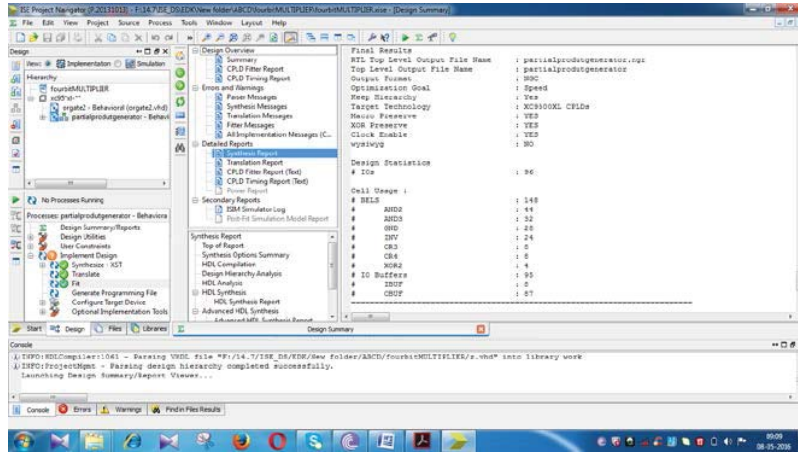 ISE Project Navigator (P.20131013) - F:\14.7\ISE_DS\EDK\New folder\ABCD\fourbitMULTIPLIER\fourbitMULTIPLIER.xise - [Design Summary]
File Edit View Project Source Process Tools Window Layout Help
Design
View: Implementation Simulation
Hierarchy
fourbitMULTIPLIER
orgate2 - Behavioral (orgate2.vhd)
partialprodutgenerator - Behavi
No Processes Running
Processes: partialprodutgenerator - Behaviora
Design Summary/Reports
Design Utilities
User Constraints
Implement Design
Synthesize - XST
Translate
Fit
Generate Programming File
Configure Target Device
Optional Implementation Tools
Start Design Files Libraries
Design Overview
Summary
CPLD Fitter Report
CPLD Timing Report
Errors and Warnings
Parser Messages
Synthesis Messages
Translation Messages
Fitter Messages
All Implementation Messages (C...
Detailed Reports
Synthesis Report
Translation Report
CPLD Fitter Report (Text)
CPLD Timing Report (Text)
Power Report
Secondary Reports
ISIM Simulator Log
Post-Fit Simulation Model Report
Synthesis Report
Top of Report
Synthesis Options Summary
HDL Compilation
Design Hierarchy Analysis
HDL Analysis
HDL Synthesis
HDL Synthesis Report
Advanced HDL Synthesis
Advanced HDL Synthesis Report
Final Results
RTL Top Level Output File Name : partialprodutgenerator.ngr
Top Level Output File Name : partialprodutgenerator
Output Format : NGC
Optimization Goal : Speed
Keep Hierarchy : Yes
Target Technology : XC9500XL CPLDs
Macro Preserve : YES
XOR Preserve : YES
Clock Enable : YES
wysiwyg : NO
Design Statistics
# IOs : 96
Cell Usage :
# BELS : 148
# AND2 : 44
# AND3 : 32
# GND : 28
# INV : 24
# OR3 : 8
# OR4 : 8
# XOR2 : 4
# IO Buffers : 95
# IBUF : 8
# OBUF : 87
Design Summary
Console
INFO:HDLCompiler:1061 - Parsing VHDL file "F:/14.7/ISE_DS/EDK/New folder/ABCD/fourbitMULTIPLIER/s.vhd" into library work
INFO:ProjectMgmt - Parsing design hierarchy completed successfully.
Launching Design Summary/Report Viewer...
Console Errors Warnings Find in Files Results
09:09
08-05-2016